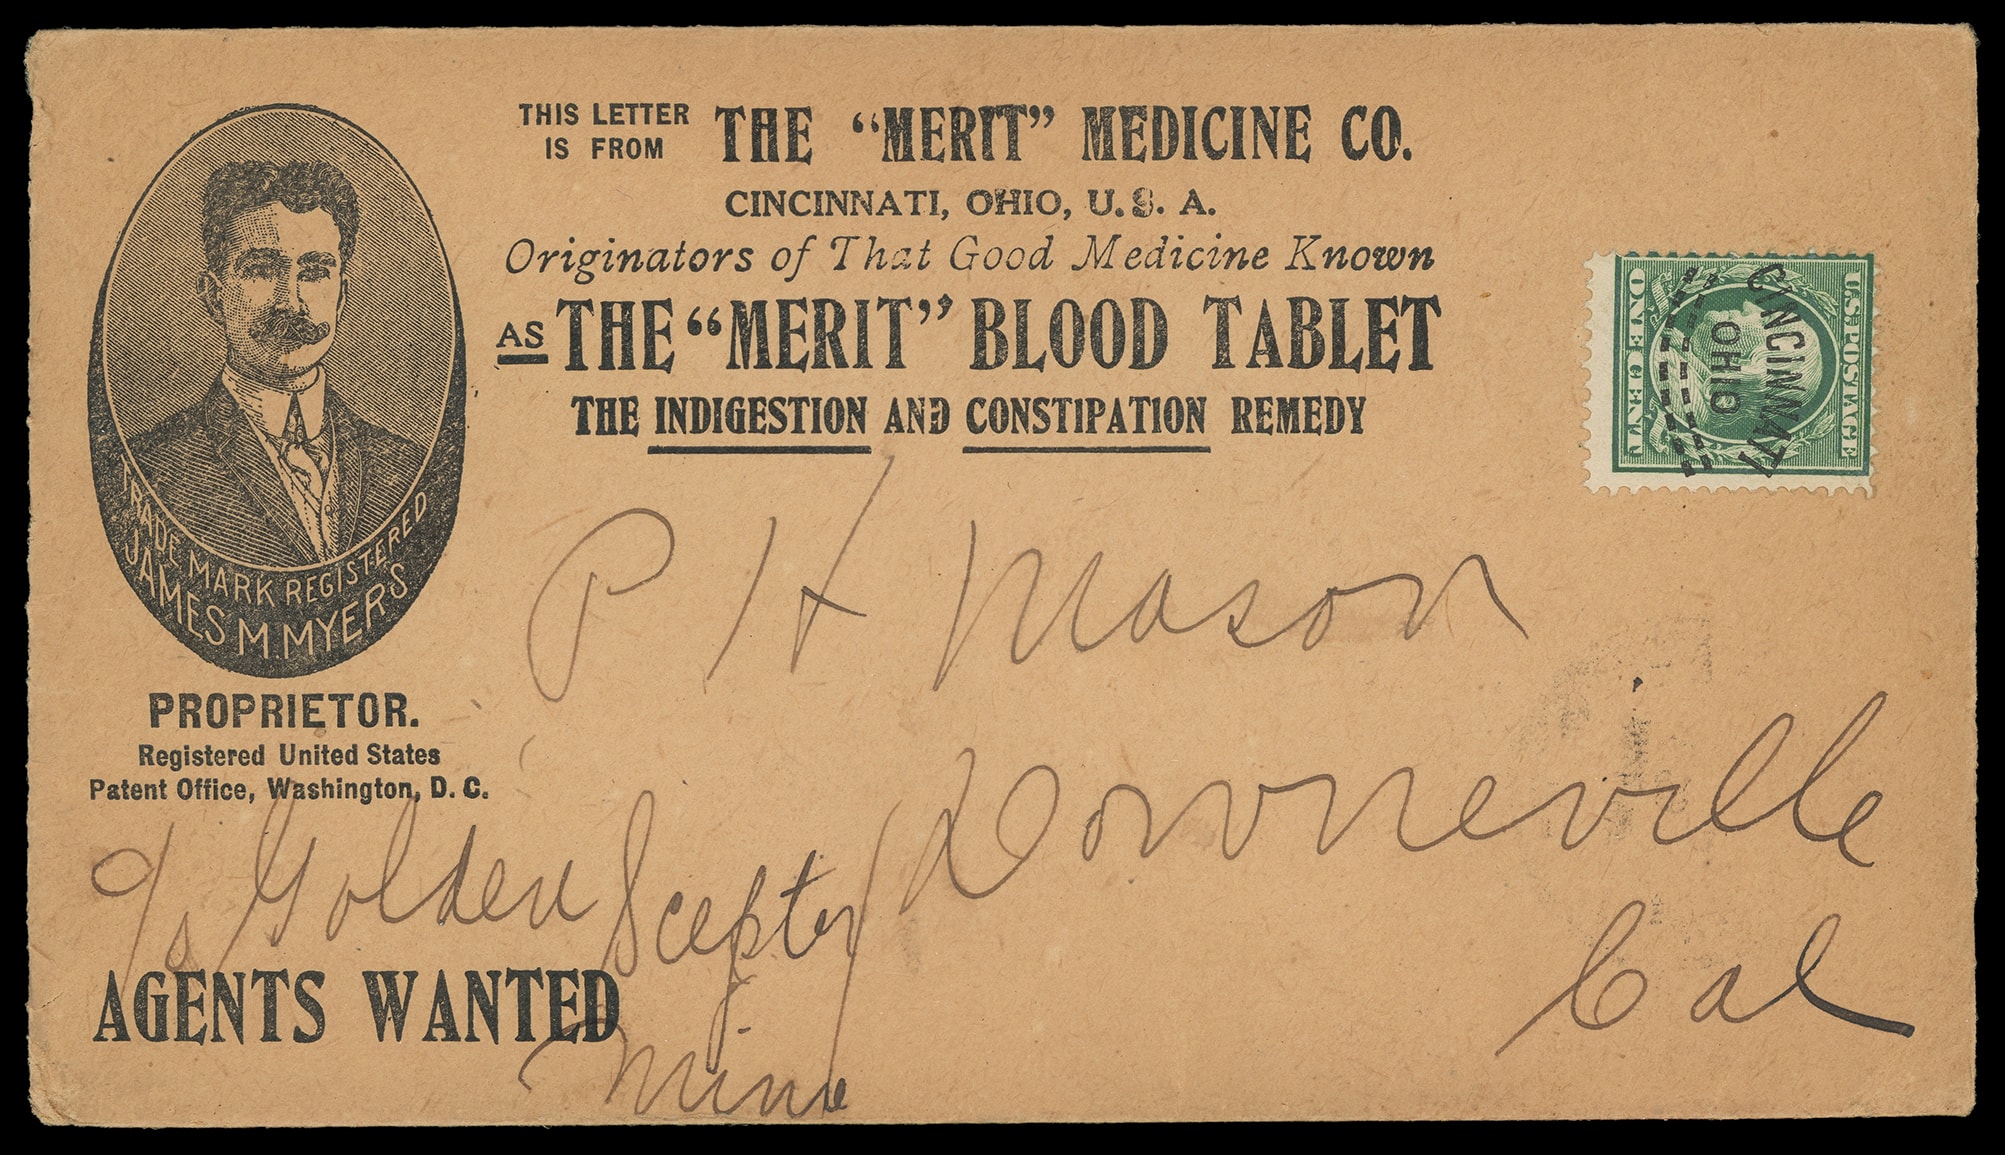 THIS LETTER
IS FROM
THE “MERIT” MEDICINE CO.
CINCINNATI, OHIO, U. S. A.
Originators of That Good Medicine Known
AS THE “MERIT” BLOOD TABLET
THE INDIGESTION AND CONSTIPATION REMEDY
U.S. POSTAGE
ONE CENT
CINCINNATI
OHIO
TRADE MARK REGISTERED
JAMES M. MYERS
PROPRIETOR.
Registered United States
Patent Office, Washington, D. C.
P H Mason
Downeville
Cal
c/o Golden Scepter
Mine
AGENTS WANTED